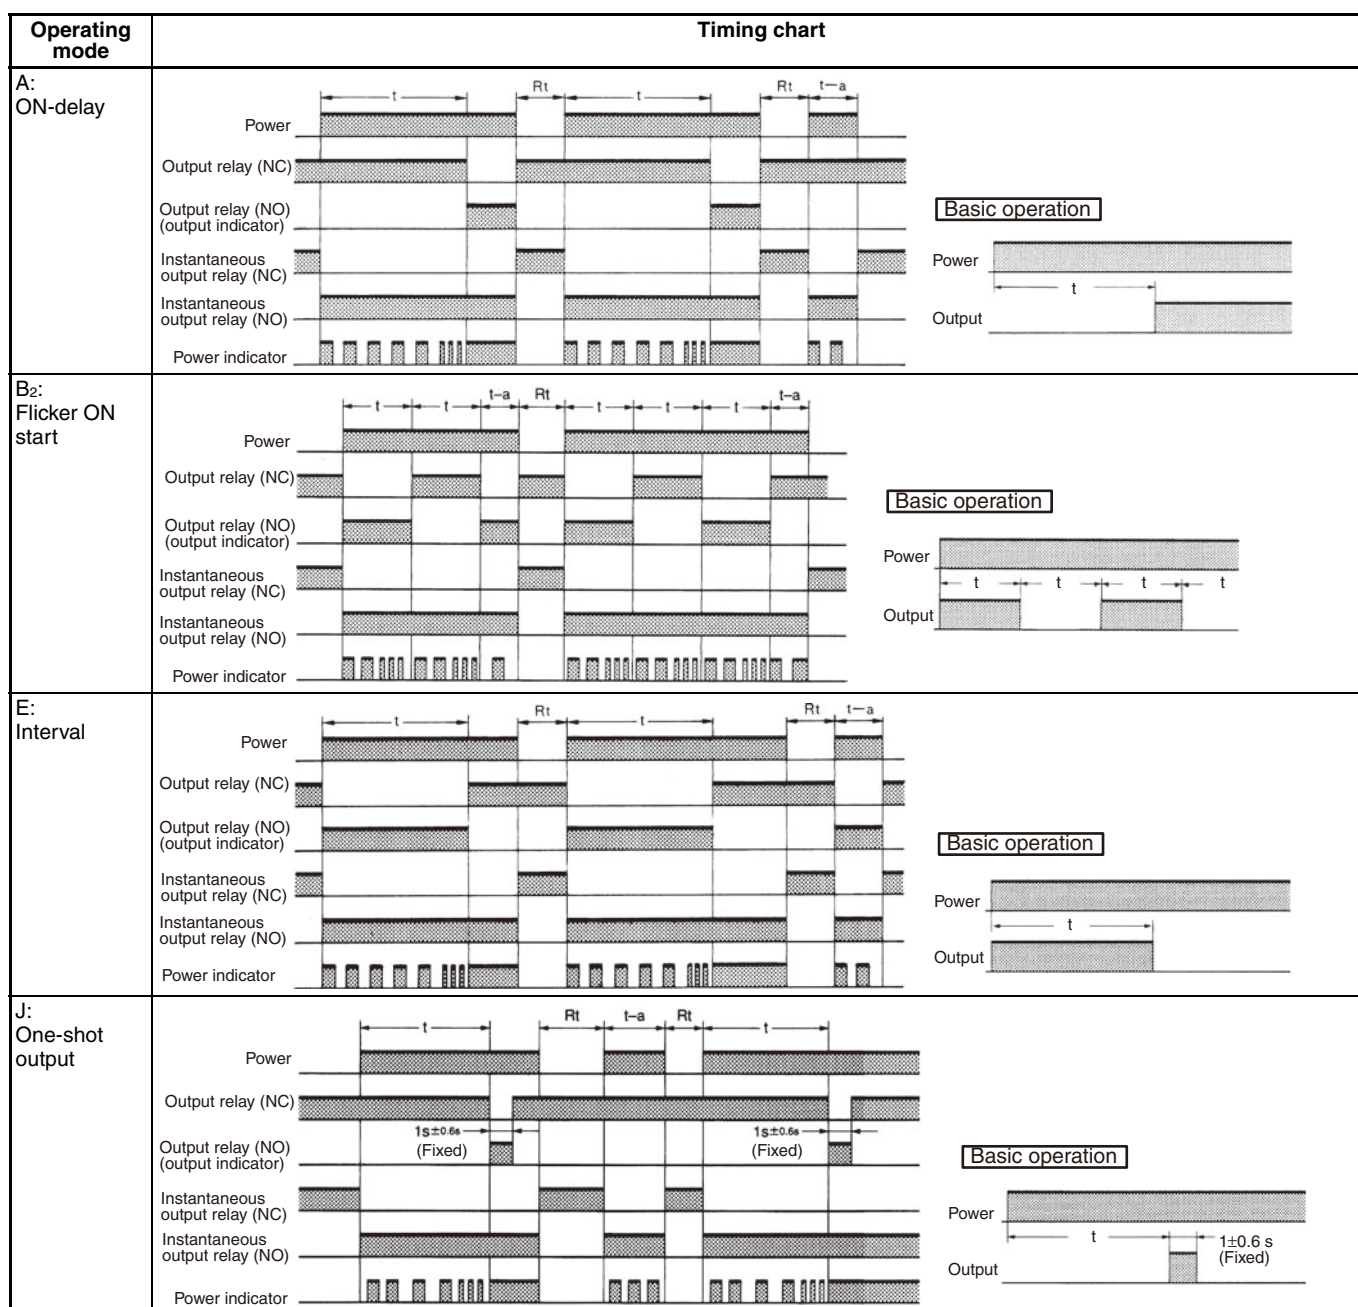 Operating mode
Timing chart
A:
ON-delay
t
Rt
t
Rt
t–a
Power
Output relay (NC)
Output relay (NO)
(output indicator)
Instantaneous
output relay (NC)
Instantaneous
output relay (NO)
Power indicator
Basic operation
Power
t
Output
B2:
Flicker ON
start
t
t
t–a
Rt
t
t
t
t–a
Power
Output relay (NC)
Output relay (NO)
(output indicator)
Instantaneous
output relay (NC)
Instantaneous
output relay (NO)
Power indicator
Basic operation
Power
t
t
t
t
Output
E:
Interval
t
Rt
t
Rt
t–a
Power
Output relay (NC)
Output relay (NO)
(output indicator)
Instantaneous
output relay (NC)
Instantaneous
output relay (NO)
Power indicator
Basic operation
Power
t
Output
J:
One-shot
output
t
Rt
t–a
Rt
t
Power
Output relay (NC)
1s±0.6s
(Fixed)
1s±0.6s
(Fixed)
Output relay (NO)
(output indicator)
Instantaneous
output relay (NC)
Instantaneous
output relay (NO)
Power indicator
Basic operation
Power
t
1±0.6 s
(Fixed)
Output